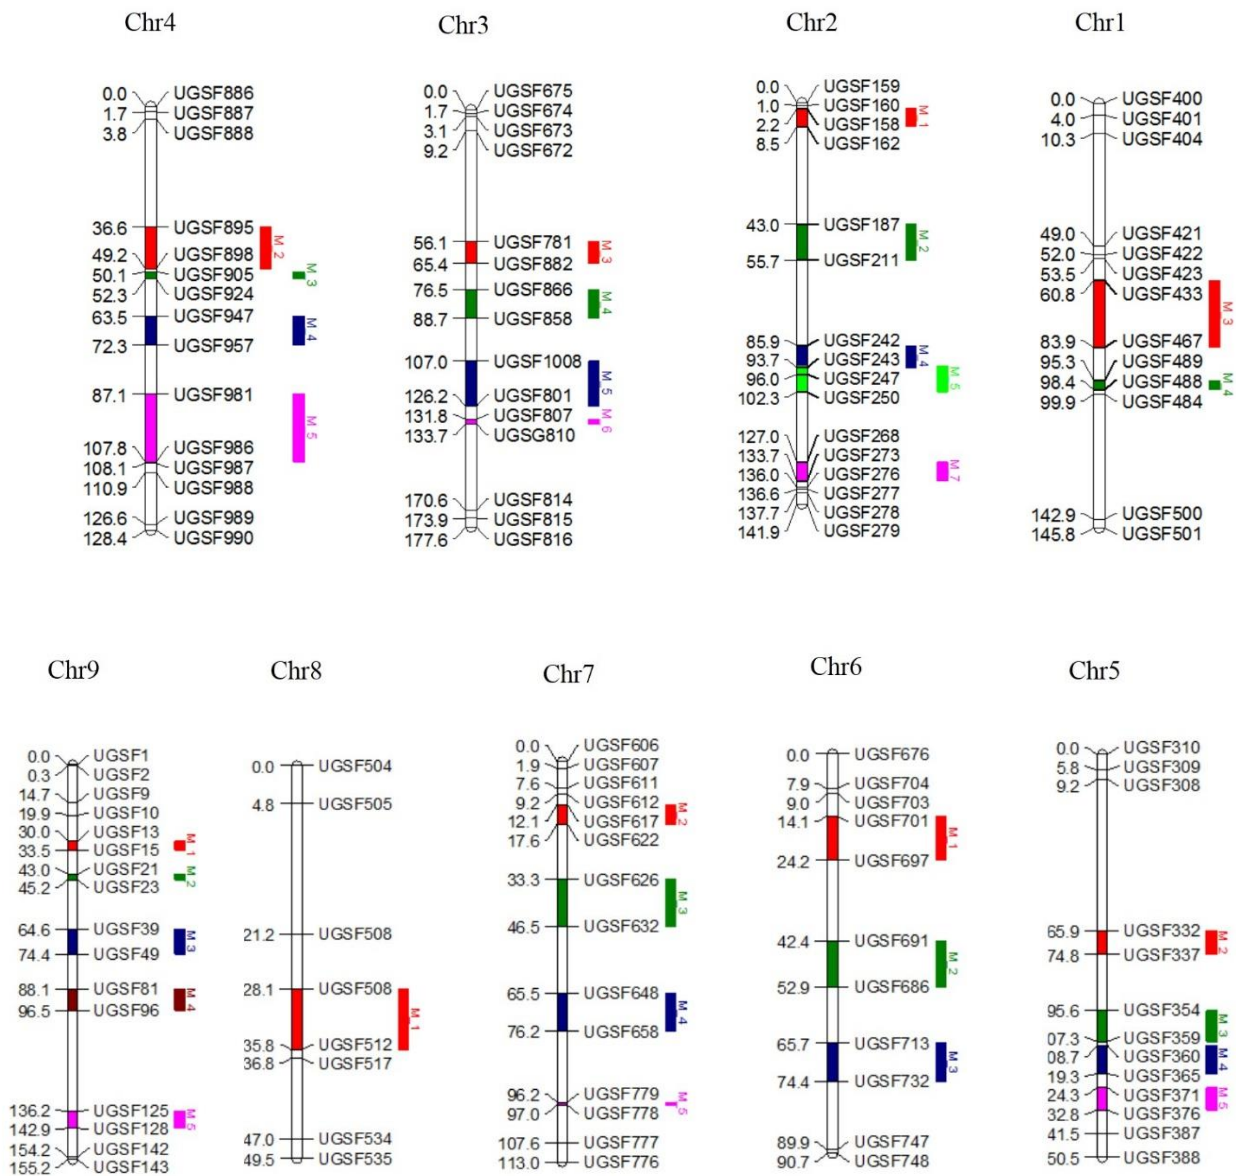 Chr4
0.0 UGSF886
1.7 UGSF887
3.8 UGSF888
36.6 UGSF895
49.2 UGSF898
50.1 UGSF905
52.3 UGSF924
63.5 UGSF947
72.3 UGSF957
87.1 UGSF981
107.8 UGSF986
108.1 UGSF987
110.9 UGSF988
126.6 UGSF989
128.4 UGSF990
M 2
M 3
M 4
M 5
Chr3
0.0 UGSF675
1.7 UGSF674
3.1 UGSF673
9.2 UGSF672
56.1 UGSF781
65.4 UGSF882
76.5 UGSF866
88.7 UGSF858
107.0 UGSF1008
126.2 UGSF801
131.8 UGSF807
133.7 UGSG810
170.6 UGSF814
173.9 UGSF815
177.6 UGSF816
M 3
M 4
M 5
M 6
Chr2
0.0 UGSF159
1.0 UGSF160
2.2 UGSF158
8.5 UGSF162
43.0 UGSF187
55.7 UGSF211
85.9 UGSF242
93.7 UGSF243
96.0 UGSF247
102.3 UGSF250
127.0 UGSF268
133.7 UGSF273
136.0 UGSF276
136.6 UGSF277
137.7 UGSF278
141.9 UGSF279
M 1
M 2
M 4
M 5
M 7
Chr1
0.0 UGSF400
4.0 UGSF401
10.3 UGSF404
49.0 UGSF421
52.0 UGSF422
53.5 UGSF423
60.8 UGSF433
83.9 UGSF467
95.3 UGSF489
98.4 UGSF488
99.9 UGSF484
142.9 UGSF500
145.8 UGSF501
M 3
M 4
Chr9
0.0 UGSF1
0.3 UGSF2
14.7 UGSF9
19.9 UGSF10
30.0 UGSF13
33.5 UGSF15
43.0 UGSF21
45.2 UGSF23
64.6 UGSF39
74.4 UGSF49
88.1 UGSF81
96.5 UGSF96
136.2 UGSF125
142.9 UGSF128
154.2 UGSF142
155.2 UGSF143
M 1
M 2
M 3
M 4
M 5
Chr8
0.0 UGSF504
4.8 UGSF505
21.2 UGSF508
28.1 UGSF508
35.8 UGSF512
36.8 UGSF517
47.0 UGSF534
49.5 UGSF535
M 1
Chr7
0.0 UGSF606
1.9 UGSF607
7.6 UGSF611
9.2 UGSF612
12.1 UGSF617
17.6 UGSF622
33.3 UGSF626
46.5 UGSF632
65.5 UGSF648
76.2 UGSF658
96.2 UGSF779
97.0 UGSF778
107.6 UGSF777
113.0 UGSF776
M 2
M 3
M 4
M 5
Chr6
0.0 UGSF676
7.9 UGSF704
9.0 UGSF703
14.1 UGSF701
24.2 UGSF697
42.4 UGSF691
52.9 UGSF686
65.7 UGSF713
74.4 UGSF732
89.9 UGSF747
90.7 UGSF748
M 1
M 2
M 3
Chr5
0.0 UGSF310
5.8 UGSF309
9.2 UGSF308
65.9 UGSF332
74.8 UGSF337
95.6 UGSF354
07.3 UGSF359
08.7 UGSF360
19.3 UGSF365
24.3 UGSF371
32.8 UGSF376
41.5 UGSF387
50.5 UGSF388
M 2
M 3
M 4
M 5